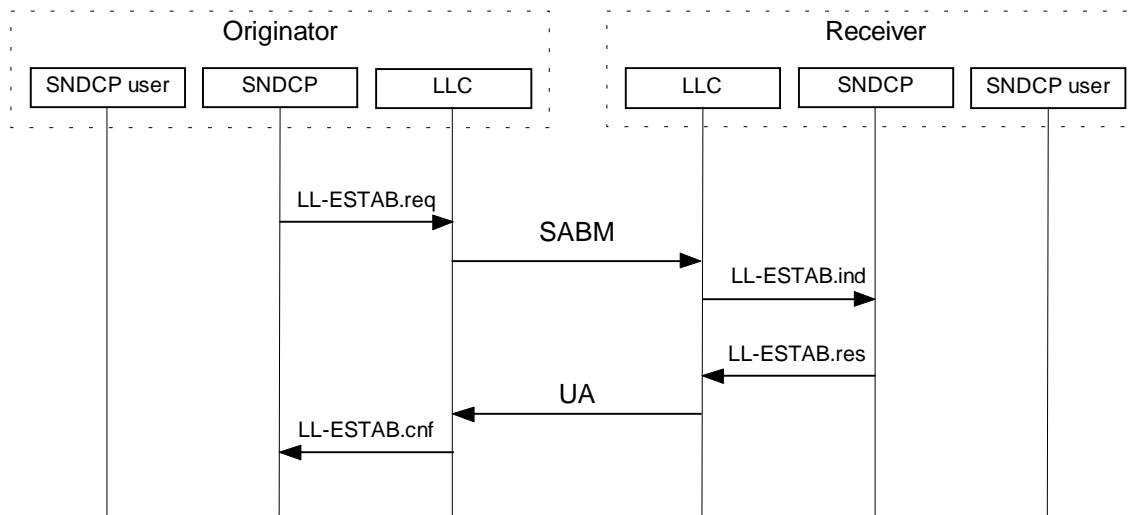 Originator
Receiver
SNDCP user
SNDCP
LLC
LLC
SNDCP
SNDCP user
LL-ESTAB.req
SABM
LL-ESTAB.ind
LL-ESTAB.res
UA
LL-ESTAB.cnf